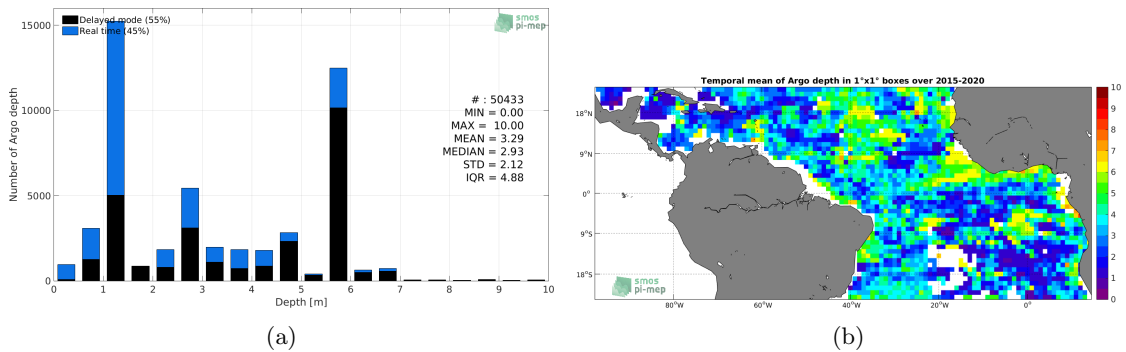 15000
10000
5000
0
Number of Argo depth
Delayed mode (55%)
Real time (45%)
smos
pi-mep
# : 50433
MIN = 0.00
MAX = 10.00
MEAN = 3.29
MEDIAN = 2.93
STD = 2.12
IQR = 4.88
0 1 2 3 4 5 6 7 8 9 10
Depth [m]
(a)
Temporal mean of Argo depth in 1°x1° boxes over 2015-2020
18°N
9°N
0°
9°S
18°S
80°W 60°W 40°W 20°W 0°
smos
pi-mep
10
9
8
7
6
5
4
3
2
1
0
(b)